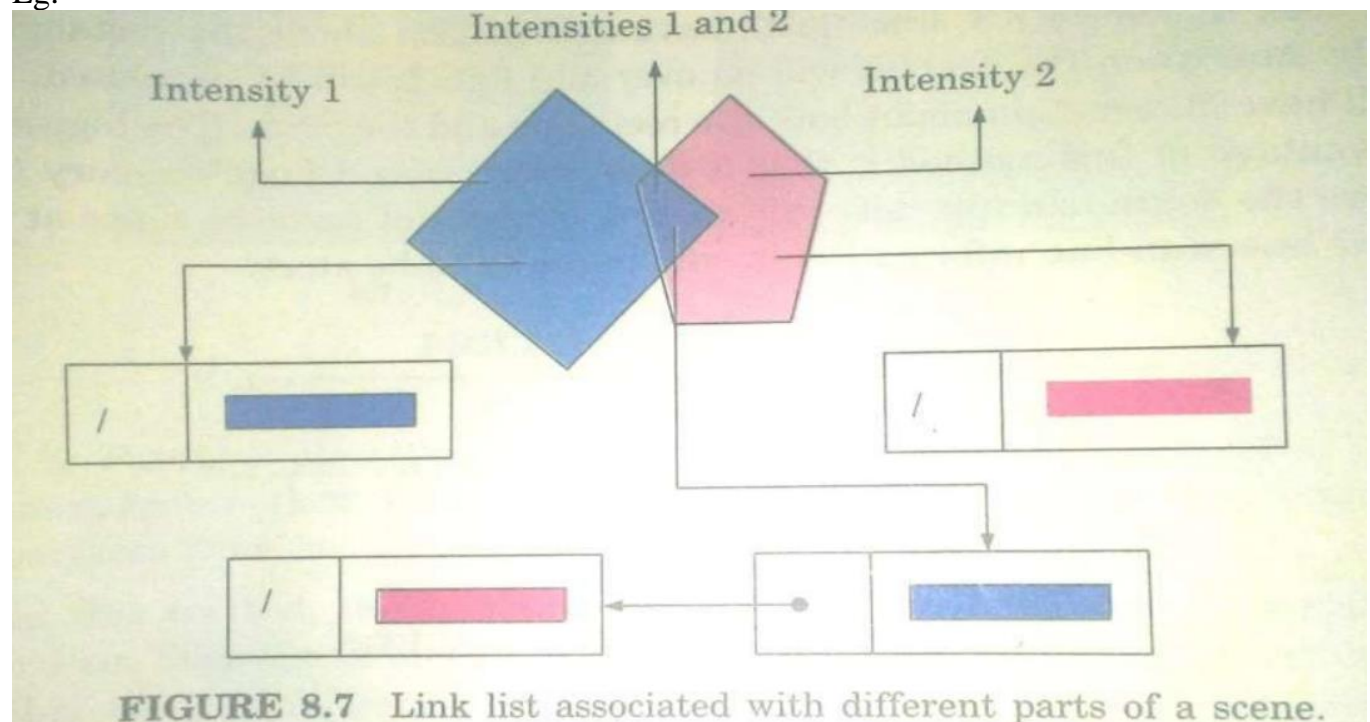 Eg:
Intensities 1 and 2
Intensity 1
Intensity 2
/
/
/
FIGURE 8.7 Link list associated with different parts of a scene.